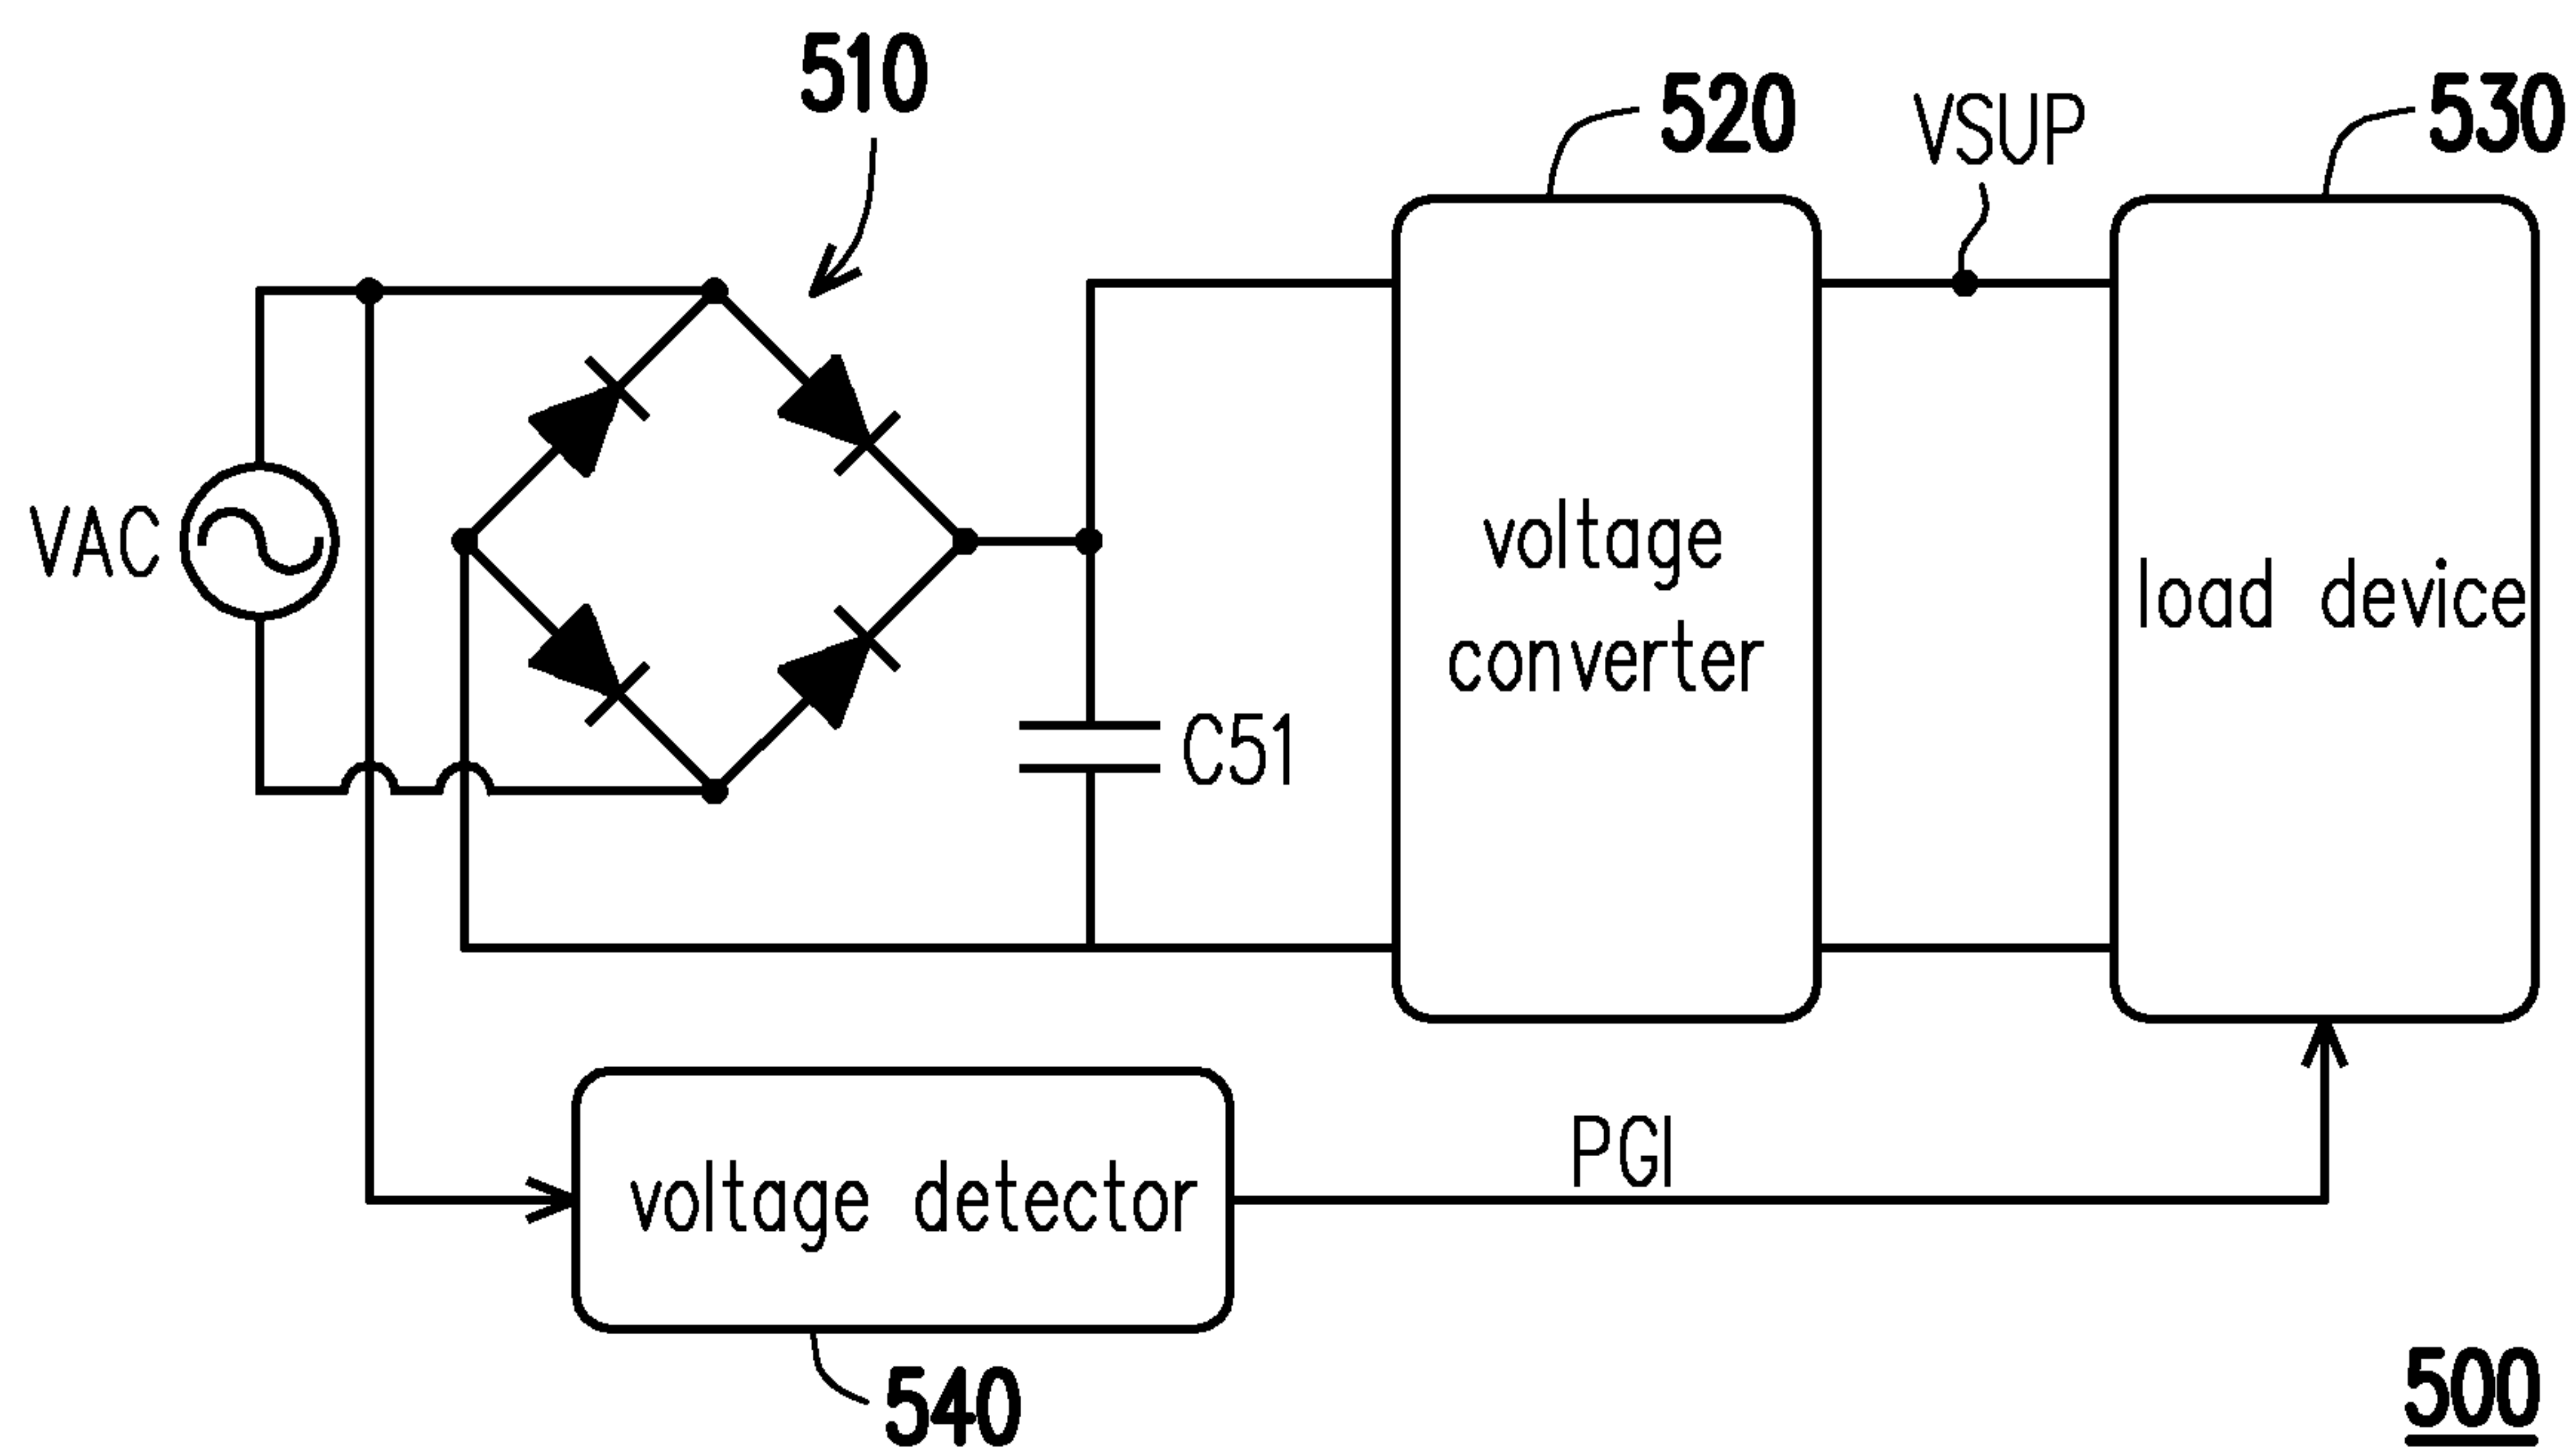 510
520
VSUP
530
VAC
voltage
converter
load device
C51
PGI
voltage detector
540
500